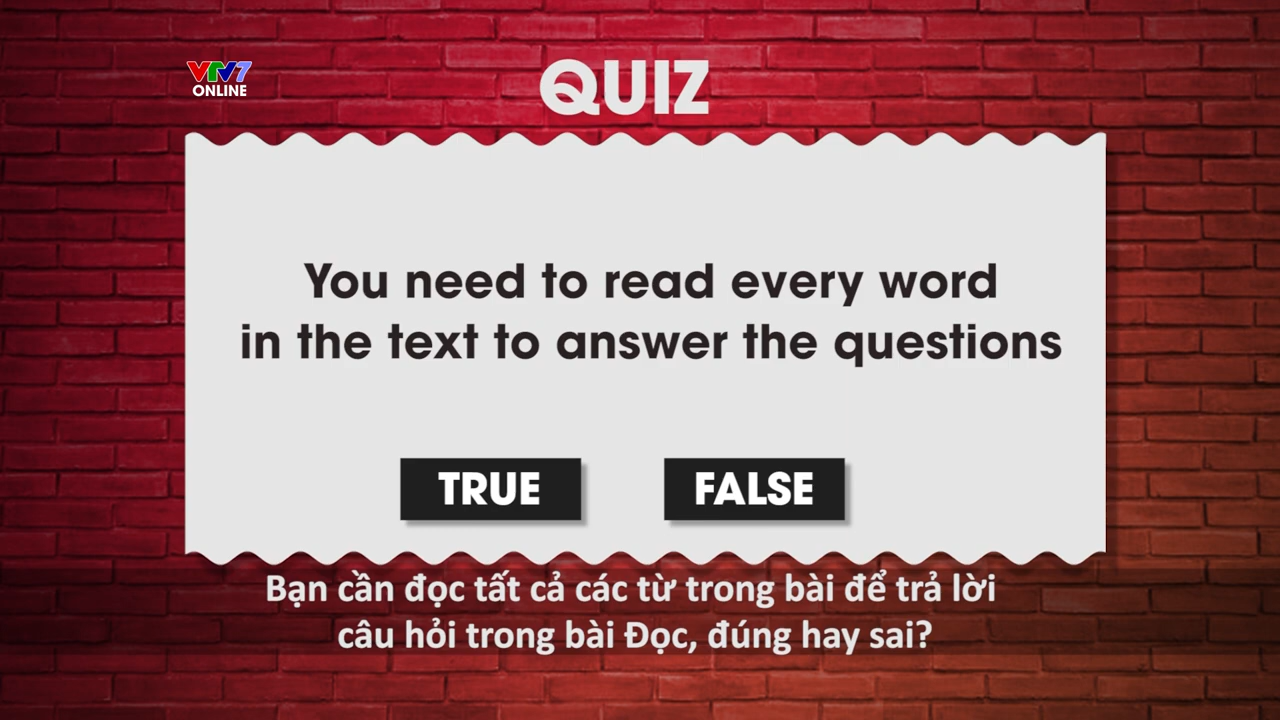 VTV7
ONLINE
QUIZ
You need to read every word
in the text to answer the questions
TRUE
FALSE
Bạn cần đọc tất cả các từ trong bài để trả lời
câu hỏi trong bài Đọc, đúng hay sai?